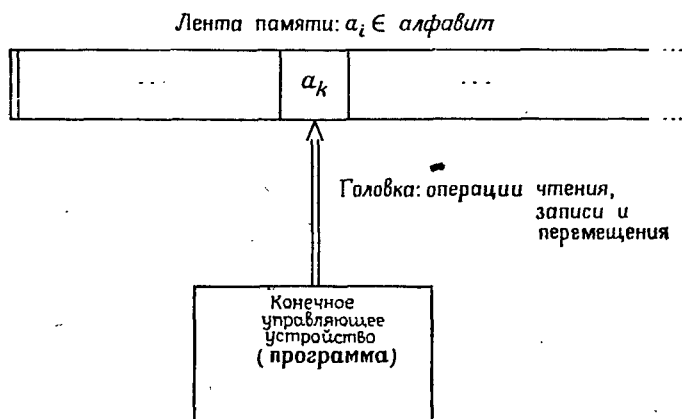 Лента памяти: aᵢ ∈ алфавит
... aₖ ... ...
...
Головка: операции чтения,
записи и
перемещения
Конечное
управляющее
устройство
(программа)